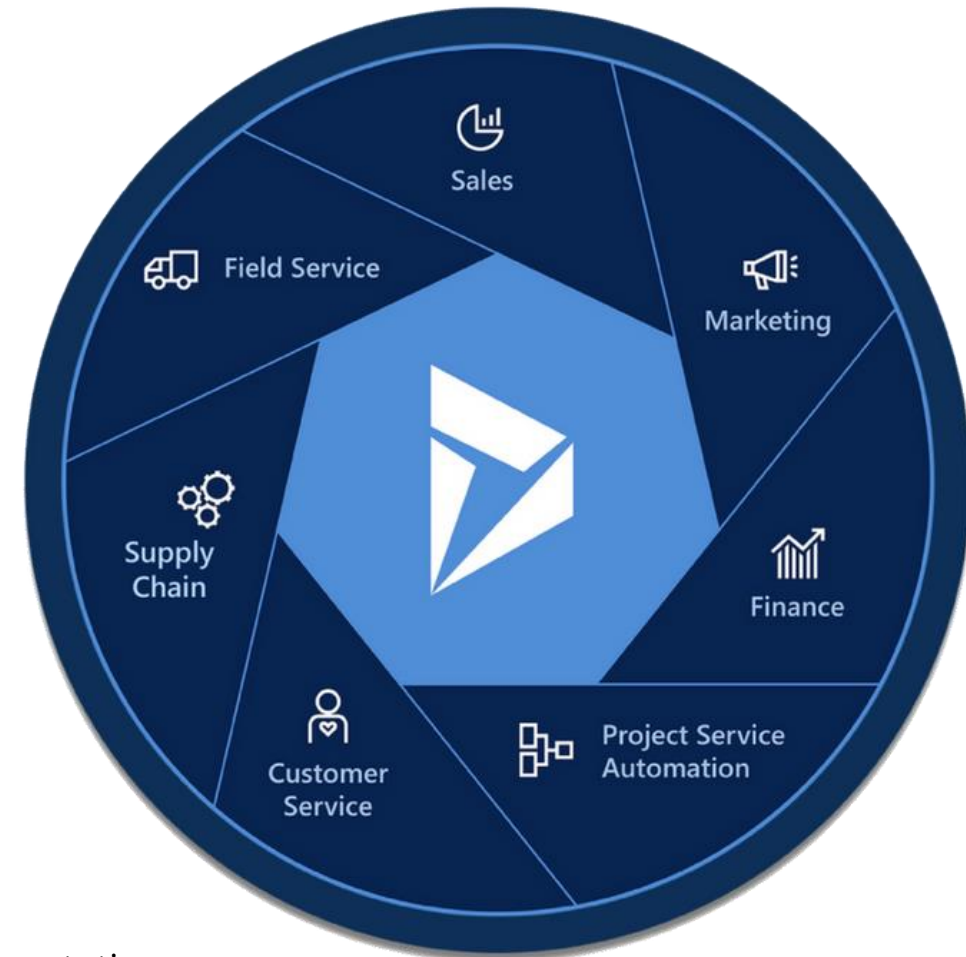 Sales
Field Service
Marketing
Supply
Chain
Finance
Customer
Service
Project Service
Automation